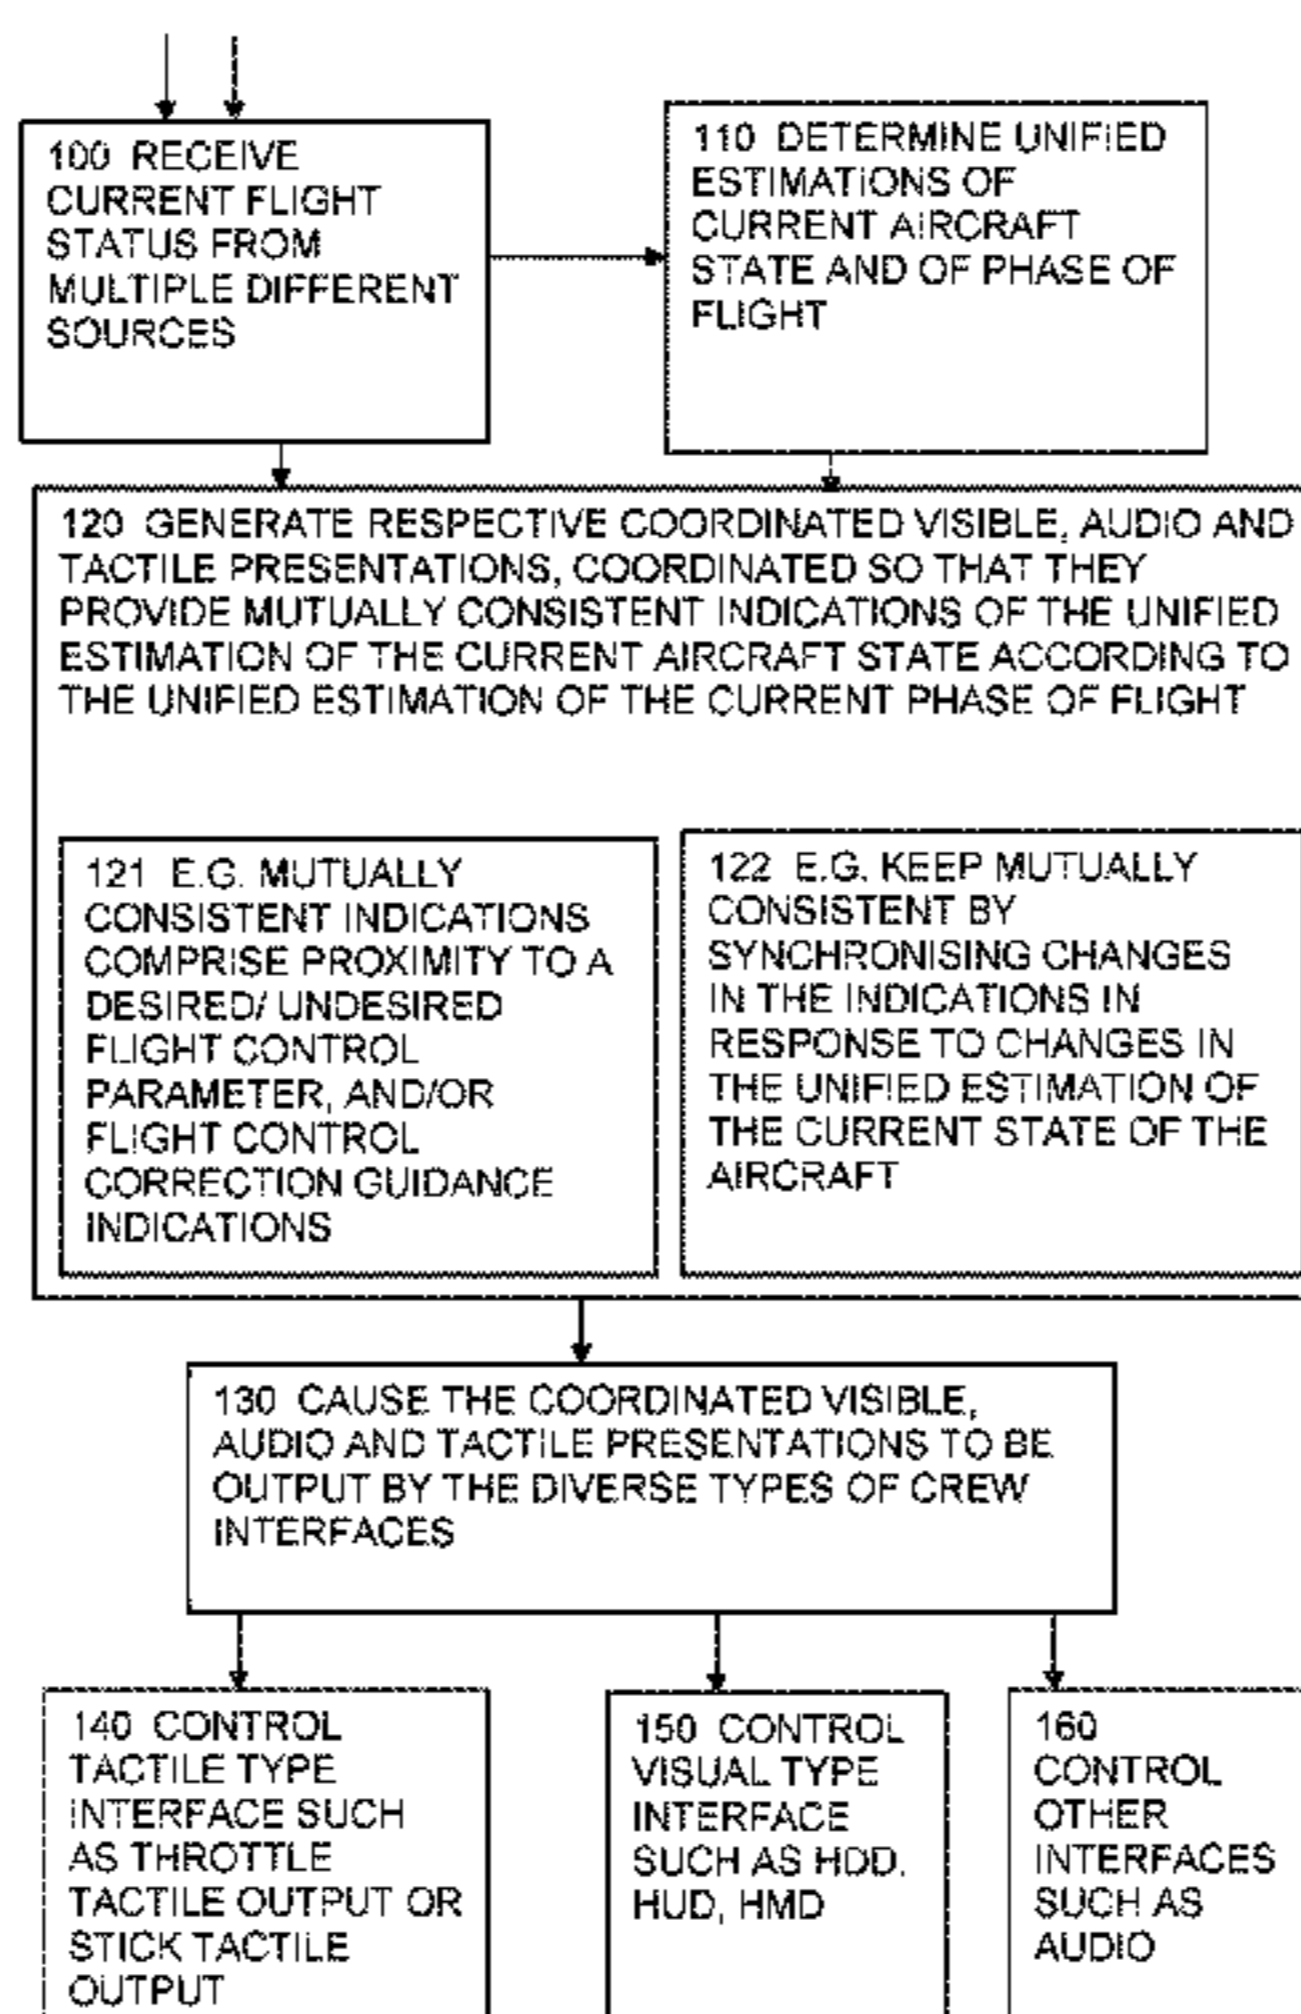 100 RECEIVE
CURRENT FLIGHT
STATUS FROM
MULTIPLE DIFFERENT
SOURCES
110 DETERMINE UNIFIED
ESTIMATIONS OF
CURRENT AIRCRAFT
STATE AND OF PHASE OF
FLIGHT
120 GENERATE RESPECTIVE COORDINATED VISIBLE, AUDIO AND
TACTILE PRESENTATIONS, COORDINATED SO THAT THEY
PROVIDE MUTUALLY CONSISTENT INDICATIONS OF THE UNIFIED
ESTIMATION OF THE CURRENT AIRCRAFT STATE ACCORDING TO
THE UNIFIED ESTIMATION OF THE CURRENT PHASE OF FLIGHT
121 E.G. MUTUALLY
CONSISTENT INDICATIONS
COMPRISE PROXIMITY TO A
DESIRED/ UNDESIRED
FLIGHT CONTROL
PARAMETER, AND/OR
FLIGHT CONTROL
CORRECTION GUIDANCE
INDICATIONS
122 E.G. KEEP MUTUALLY
CONSISTENT BY
SYNCHRONISING CHANGES
IN THE INDICATIONS IN
RESPONSE TO CHANGES IN
THE UNIFIED ESTIMATION OF
THE CURRENT STATE OF THE
AIRCRAFT
130 CAUSE THE COORDINATED VISIBLE,
AUDIO AND TACTILE PRESENTATIONS TO BE
OUTPUT BY THE DIVERSE TYPES OF CREW
INTERFACES
140 CONTROL
TACTILE TYPE
INTERFACE SUCH
AS THROTTLE
TACTILE OUTPUT OR
STICK TACTILE
OUTPUT
150 CONTROL
VISUAL TYPE
INTERFACE
SUCH AS HDD,
HUD, HMD
160
CONTROL
OTHER
INTERFACES
SUCH AS
AUDIO